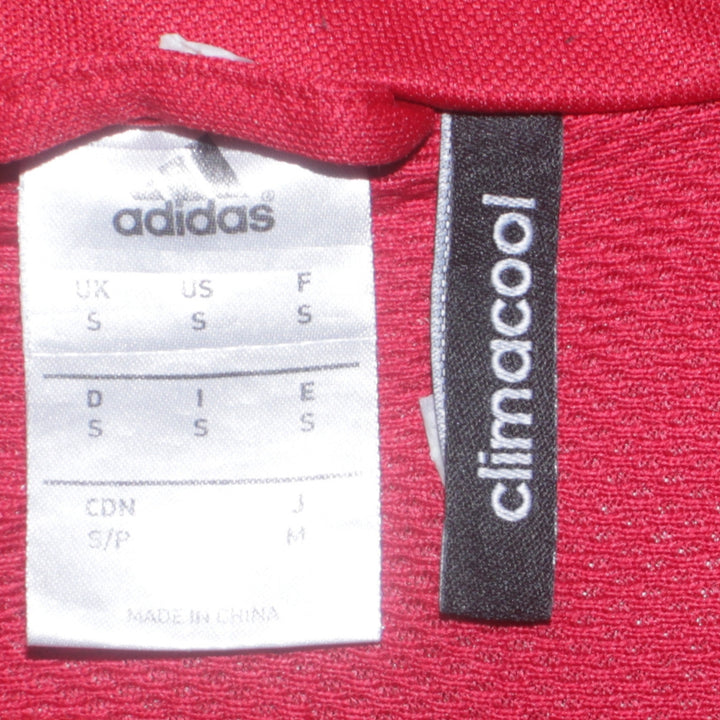 adidas®
UK US F
S S S
D I E
S S S
CDN J
S/P M
MADE IN CHINA
climacool